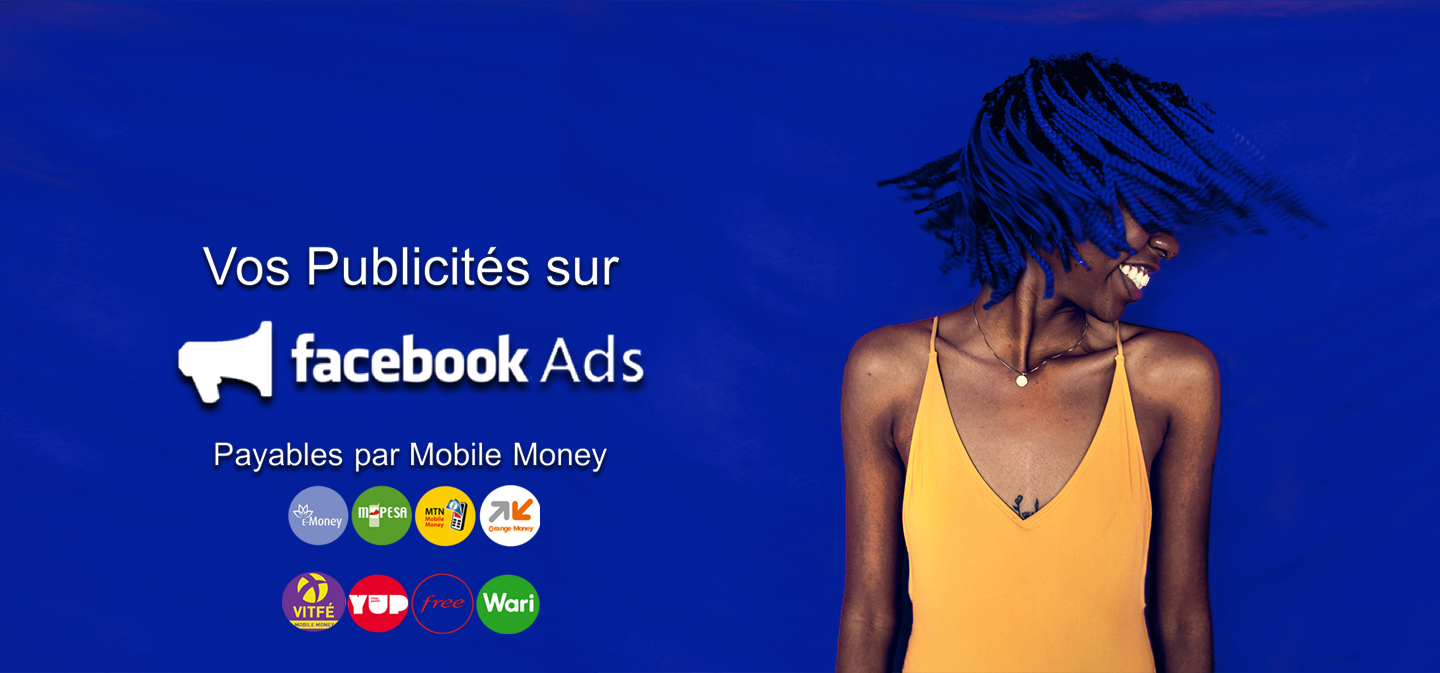 Vos Publicités sur
facebook Ads
Payables par Mobile Money
E-Money
m-PESA
MTN
Mobile
Money
Orange Money
VITFÉ
MOBILE MONEY
YUP
free
Wari